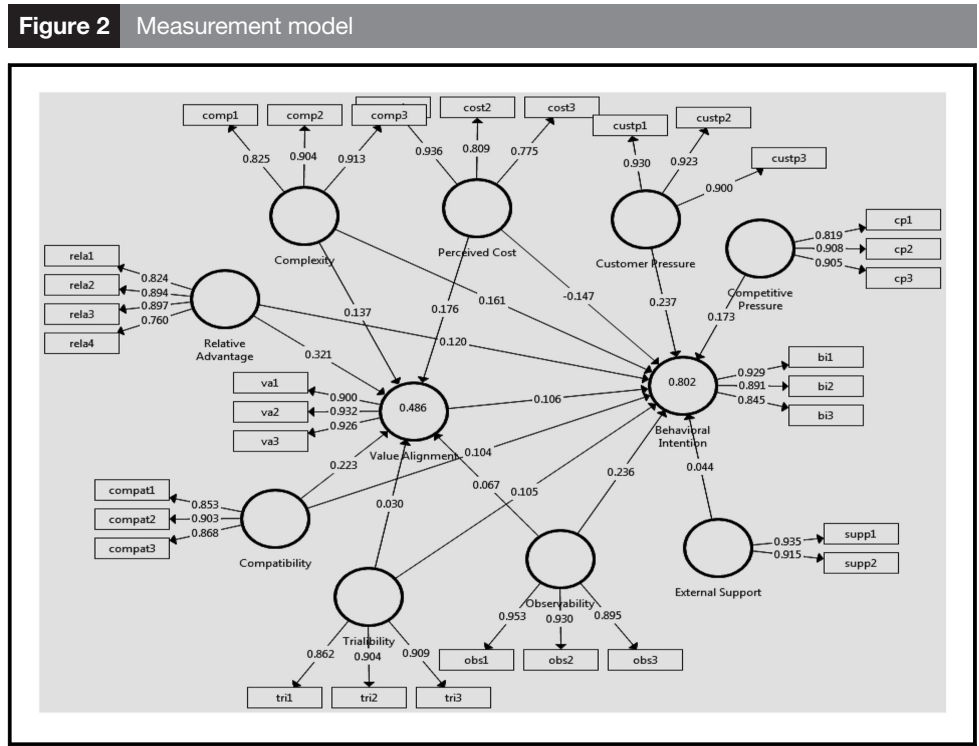 Figure 2 Measurement model
comp1
comp2
comp3
cost2
cost3
custp1
custp2
custp3
0.825
0.904
0.913
0.936
0.809
0.775
0.930
0.923
0.900
cp1
cp2
cp3
0.819
0.908
0.905
Complexity
Perceived Cost
Customer Pressure
Competitive
Pressure
rela1
rela2
rela3
rela4
0.824
0.894
0.897
0.760
Relative
Advantage
0.137
0.176
0.161
-0.147
0.237
0.173
0.120
0.321
va1
va2
va3
0.900
0.932
0.926
0.486
Value Alignment
0.106
0.802
Behavioral
Intention
0.929
0.891
0.845
bi1
bi2
bi3
0.223
0.104
0.030
0.067
0.105
0.236
0.044
compat1
compat2
compat3
0.853
0.903
0.868
Compatibility
Trialibility
0.862
0.904
0.909
tri1
tri2
tri3
Observability
0.953
0.930
0.895
obs1
obs2
obs3
External Support
0.935
0.915
supp1
supp2